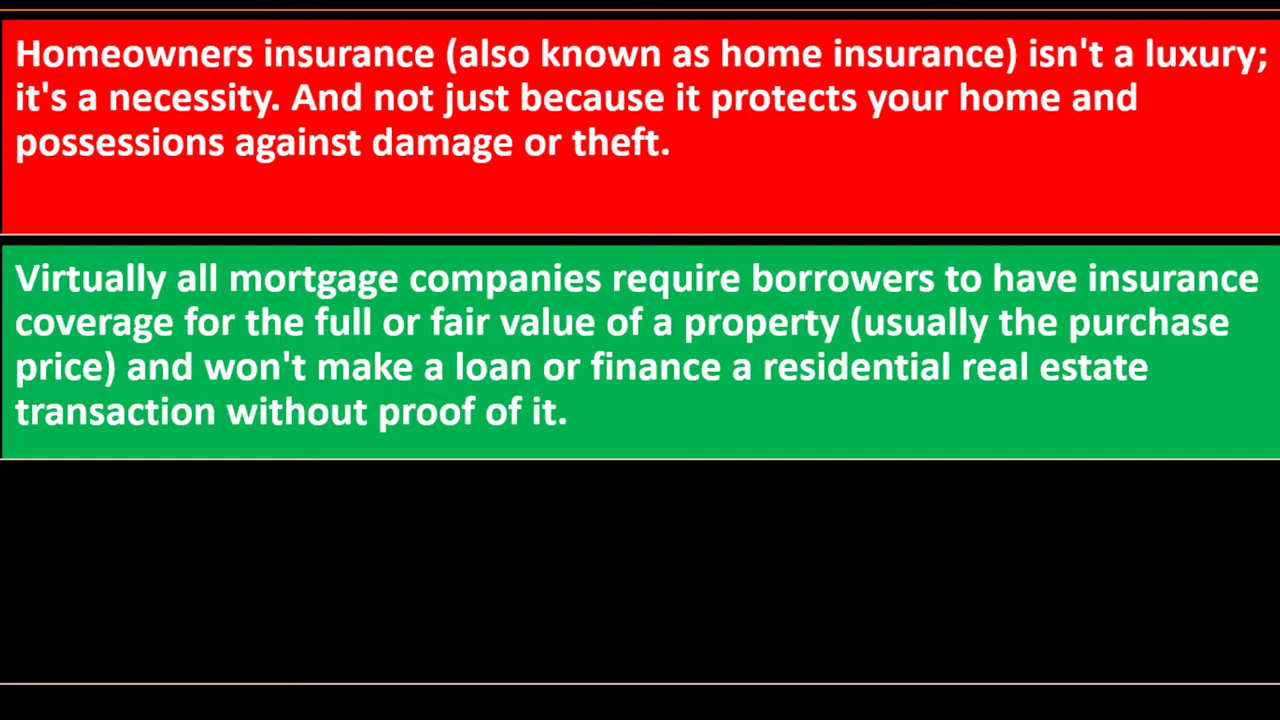 Homeowners insurance (also known as home insurance) isn't a luxury;
it's a necessity. And not just because it protects your home and
possessions against damage or theft.
Virtually all mortgage companies require borrowers to have insurance
coverage for the full or fair value of a property (usually the purchase
price) and won't make a loan or finance a residential real estate
transaction without proof of it.